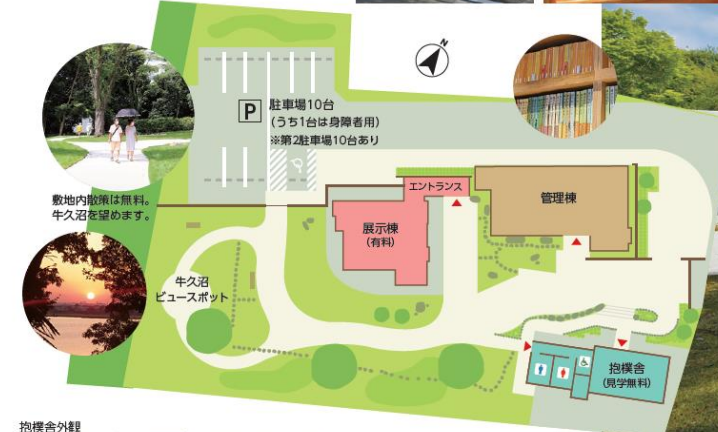 N
P
駐車場10台
(うち1台は身障者用)
※第2駐車場10台あり
敷地内散策は無料。
牛久沼を望めます。
エントランス
管理棟
展示棟
(有料)
牛久沼
ビュースポット
抱樸舎
(見学無料)
抱樸舎外観